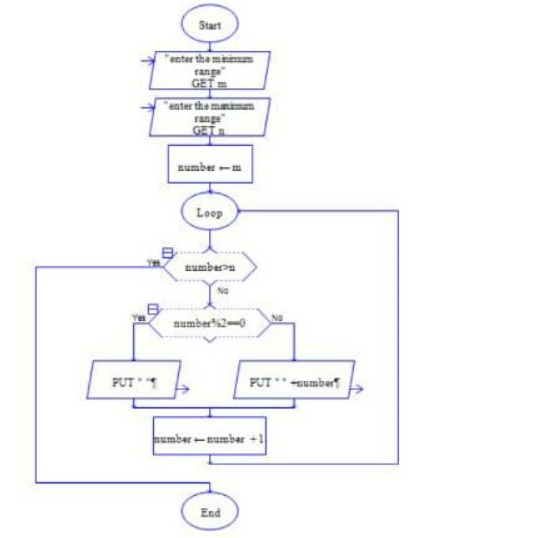 Start
"enter the minimum
range"
GET m
"enter the maximum
range"
GET n
number ← m
Loop
Yes
number>n
No
Yes
number%2==0
No
PUT " "¶
PUT " " +number¶
number ← number +1
End